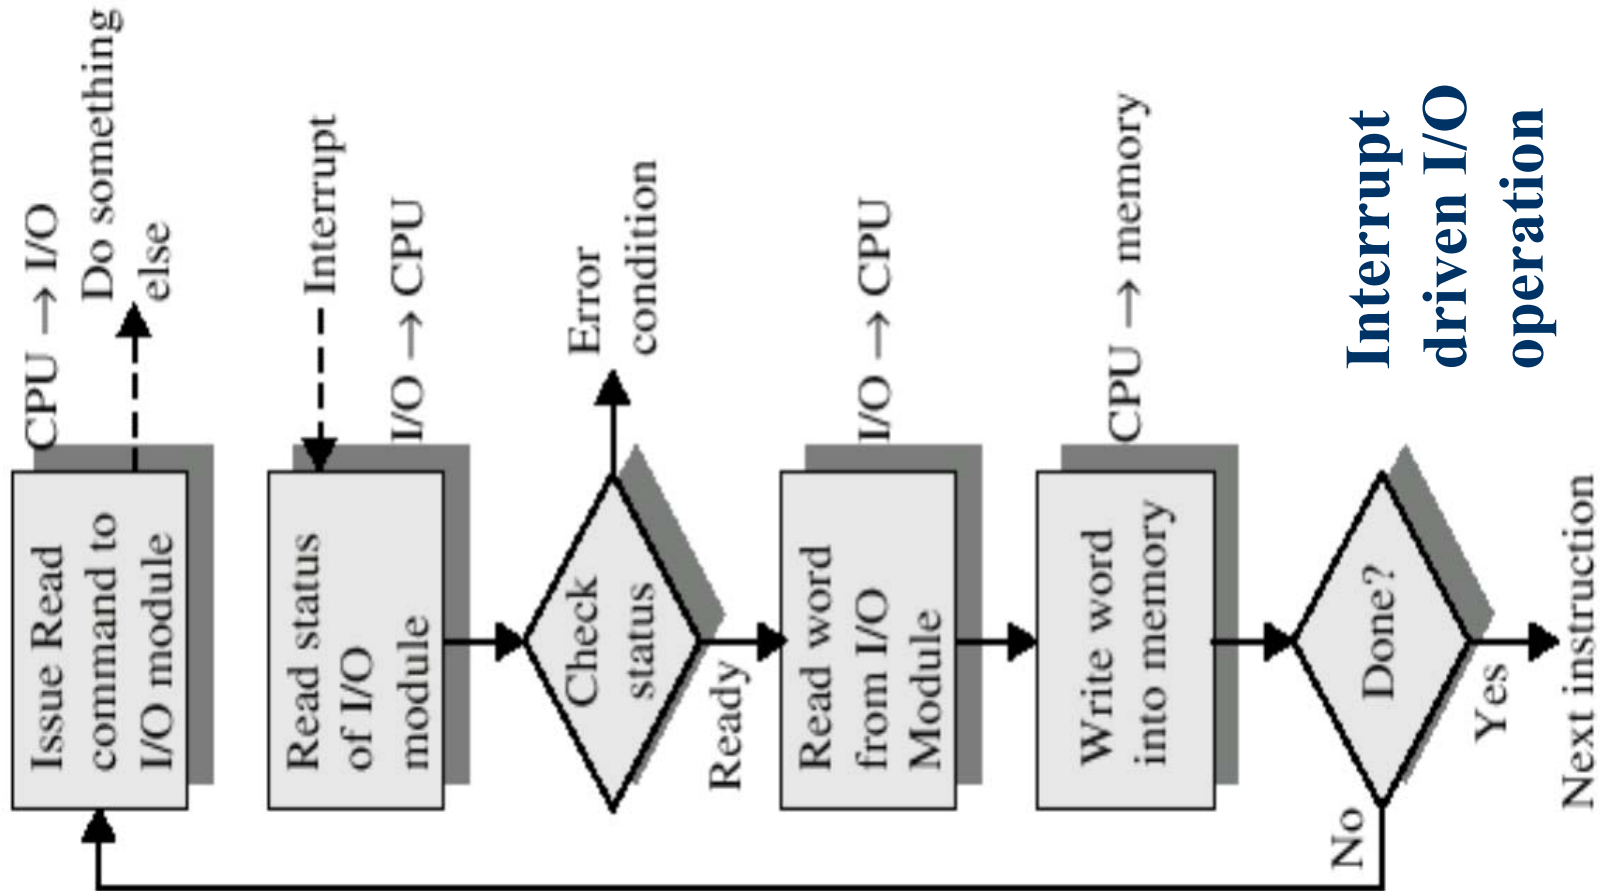 Issue Read
command to
I/O module
CPU → I/O
Do something
else
Interrupt
Read status
of I/O
module
I/O → CPU
Check
status
Error
condition
Ready
Read word
from I/O
Module
I/O → CPU
Write word
into memory
CPU → memory
Done?
No
Yes
Next instruction
Interrupt
driven I/O
operation